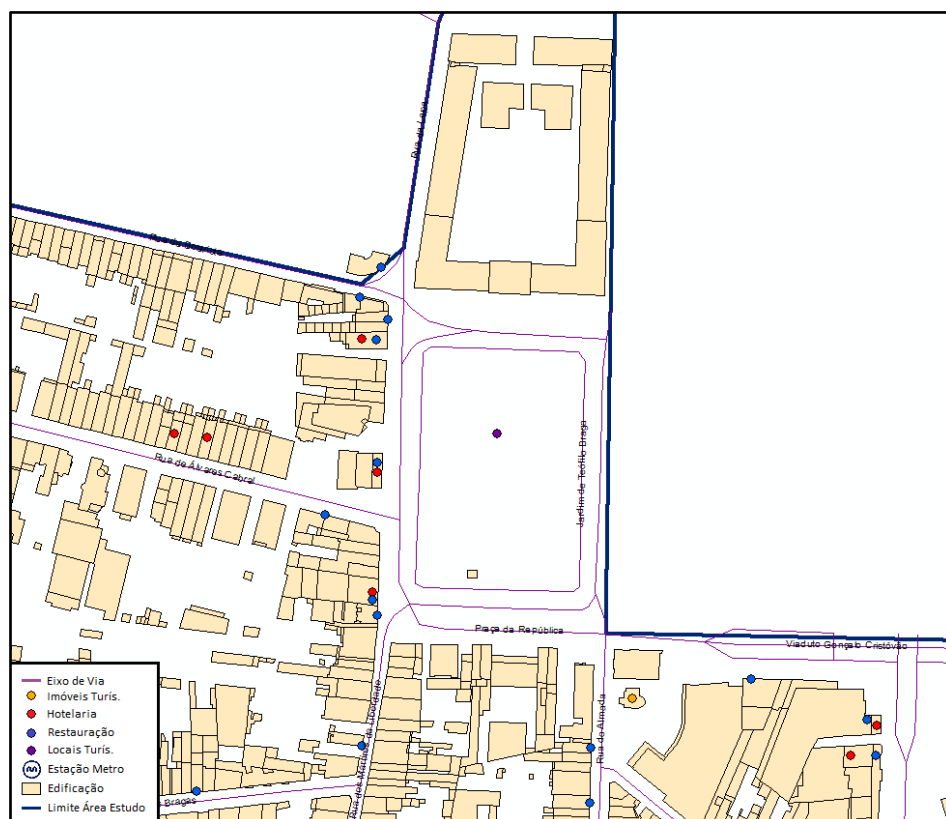 Rua da Lapa
Jardim de Teófilo Braga
Rua de Álvares Cabral
Praça da República
Viaduto Gonçalo Cristóvão
Rua dos Mártires da Liberdade
Rua do Almada
Bragas
Eixo de Via
Imóveis Turís.
Hotelaria
Restauração
Locais Turís.
Estação Metro
Edificação
Limite Área Estudo